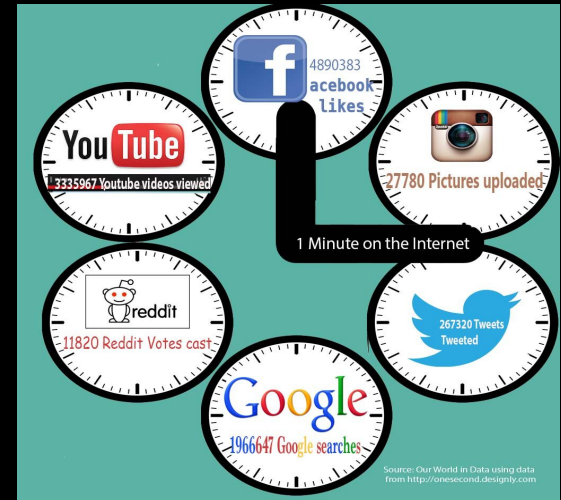 f
4890383
acebook
likes
YouTube
3335967 Youtube videos viewed
27780 Pictures uploaded
1 Minute on the Internet
reddit
11820 Reddit Votes cast
267320 Tweets
Tweeted
Google
1966647 Google searches
Source: Our World in Data using data
from http://onesecond.designly.com